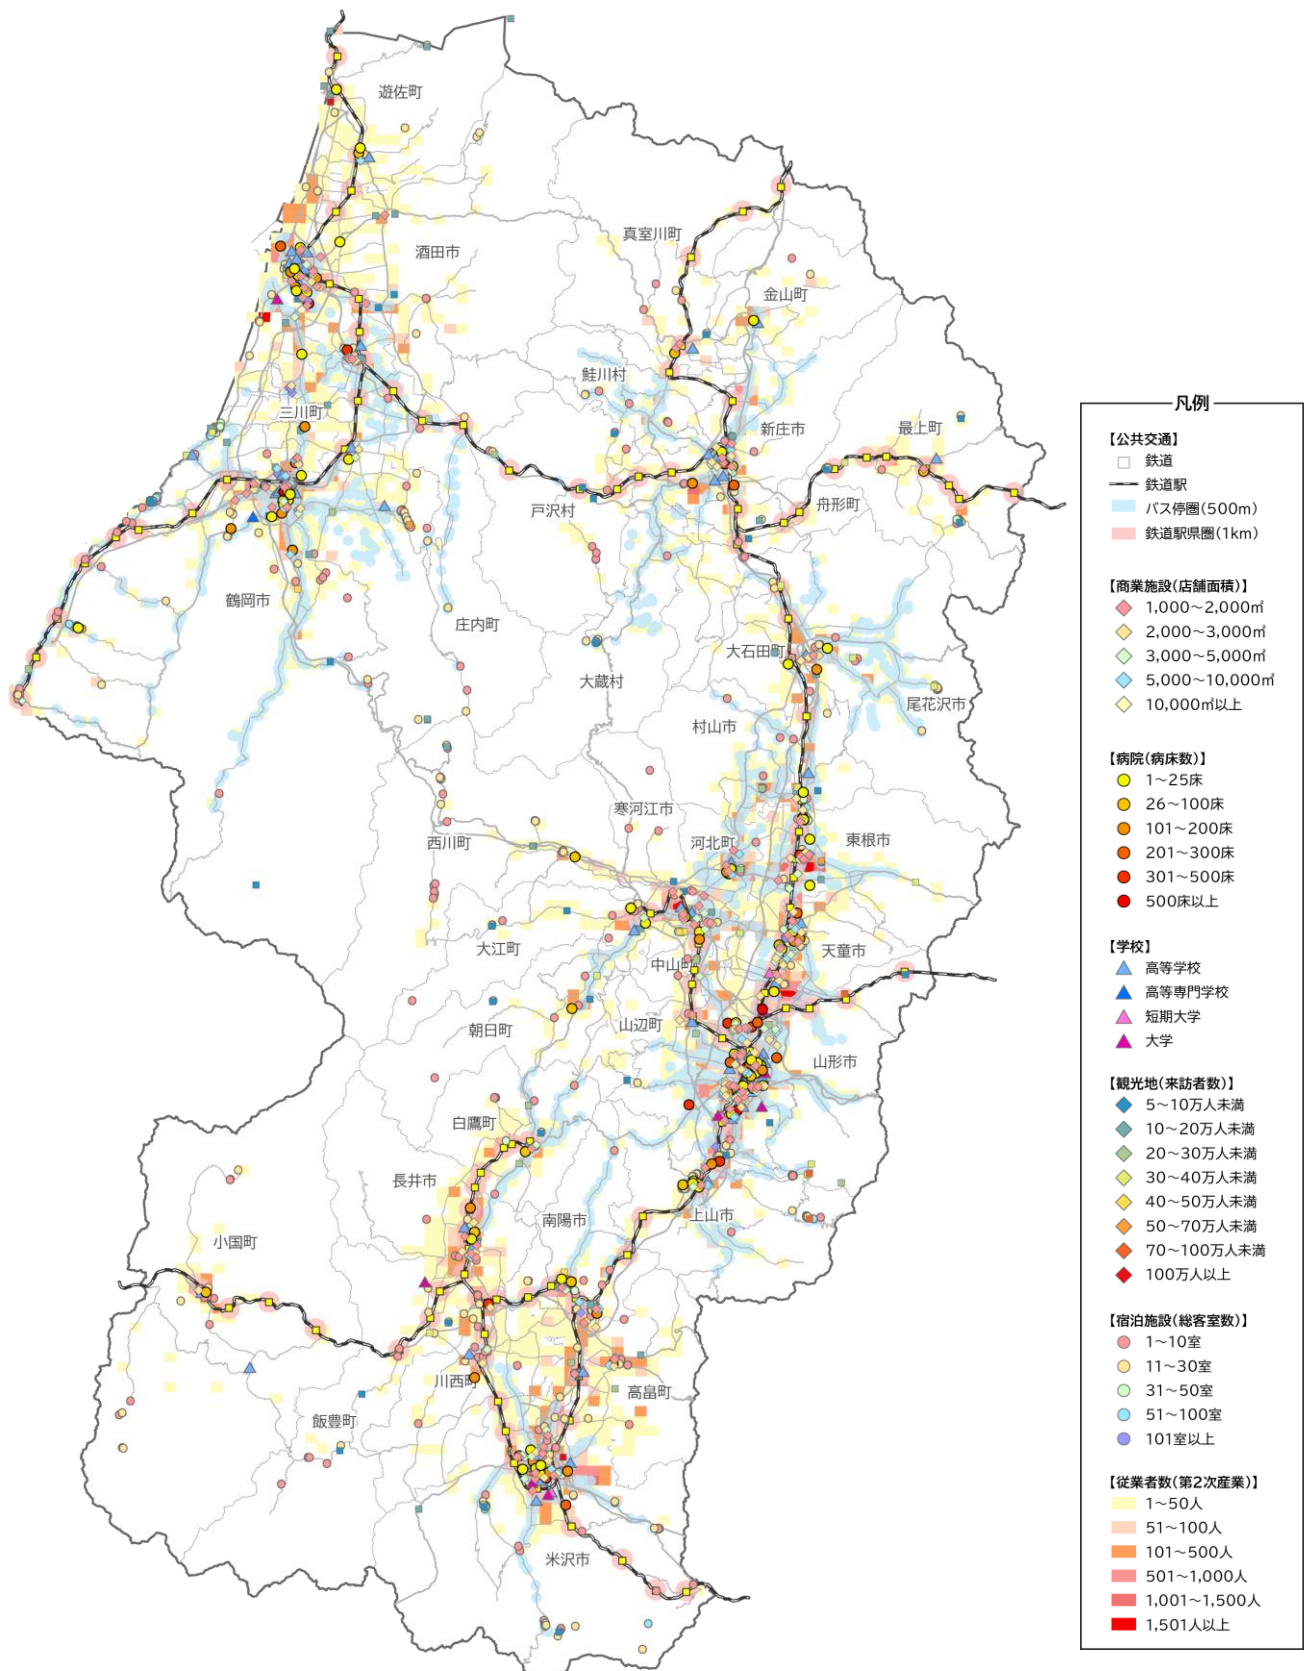 遊佐町
酒田市
真室川町
金山町
鮭川村
三川町
新庄市
最上町
戸沢村
舟形町
鶴岡市
庄内町
大石田町
大蔵村
尾花沢市
村山市
寒河江市
西川町
河北町
東根市
大江町
中山町
天童市
朝日町
山辺町
山形市
白鷹町
長井市
南陽市
上山市
小国町
川西町
高畠町
飯豊町
米沢市
凡例
【公共交通】
鉄道
鉄道駅
バス停圏(500m)
鉄道駅県圏(1km)
【商業施設(店舗面積)】
1,000～2,000㎡
2,000～3,000㎡
3,000～5,000㎡
5,000～10,000㎡
10,000㎡以上
【病院(病床数)】
1～25床
26～100床
101～200床
201～300床
301～500床
500床以上
【学校】
高等学校
高等専門学校
短期大学
大学
【観光地(来訪者数)】
5～10万人未満
10～20万人未満
20～30万人未満
30～40万人未満
40～50万人未満
50～70万人未満
70～100万人未満
100万人以上
【宿泊施設(総客室数)】
1～10室
11～30室
31～50室
51～100室
101室以上
【従業者数(第2次産業)】
1～50人
51～100人
101～500人
501～1,000人
1,001～1,500人
1,501人以上